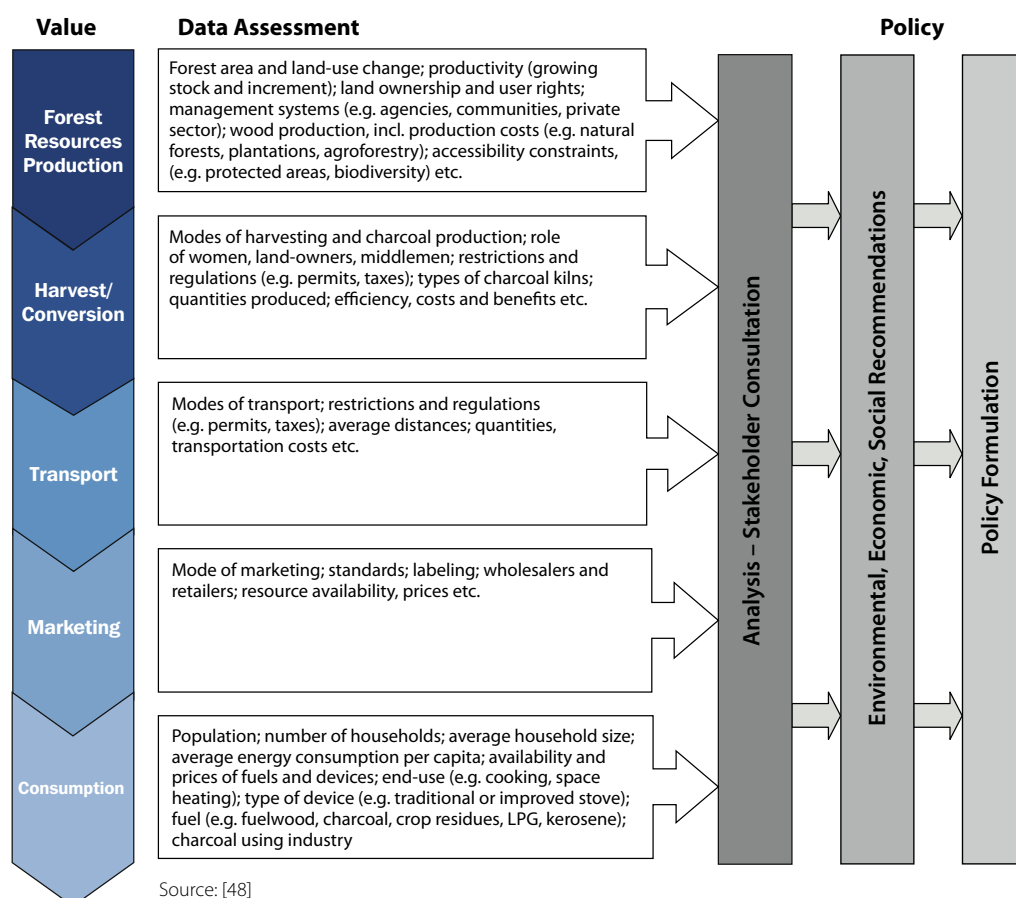 Value
Data Assessment
Policy
Forest
Resources
Production
Forest area and land-use change; productivity (growing
stock and increment); land ownership and user rights;
management systems (e.g. agencies, communities, private
sector); wood production, incl. production costs (e.g. natural
forests, plantations, agroforestry); accessibility constraints,
(e.g. protected areas, biodiversity) etc.
Harvest/
Conversion
Modes of harvesting and charcoal production; role
of women, land-owners, middlemen; restrictions and
regulations (e.g. permits, taxes); types of charcoal kilns;
quantities produced; efficiency, costs and benefits etc.
Transport
Modes of transport; restrictions and regulations
(e.g. permits, taxes); average distances; quantities,
transportation costs etc.
Marketing
Mode of marketing; standards; labeling; wholesalers and
retailers; resource availability, prices etc.
Consumption
Population; number of households; average household size;
average energy consumption per capita; availability and
prices of fuels and devices; end-use (e.g. cooking, space
heating); type of device (e.g. traditional or improved stove);
fuel (e.g. fuelwood, charcoal, crop residues, LPG, kerosene);
charcoal using industry
Analysis – Stakeholder Consultation
Environmental, Economic, Social Recommendations
Policy Formulation
Source: [48]